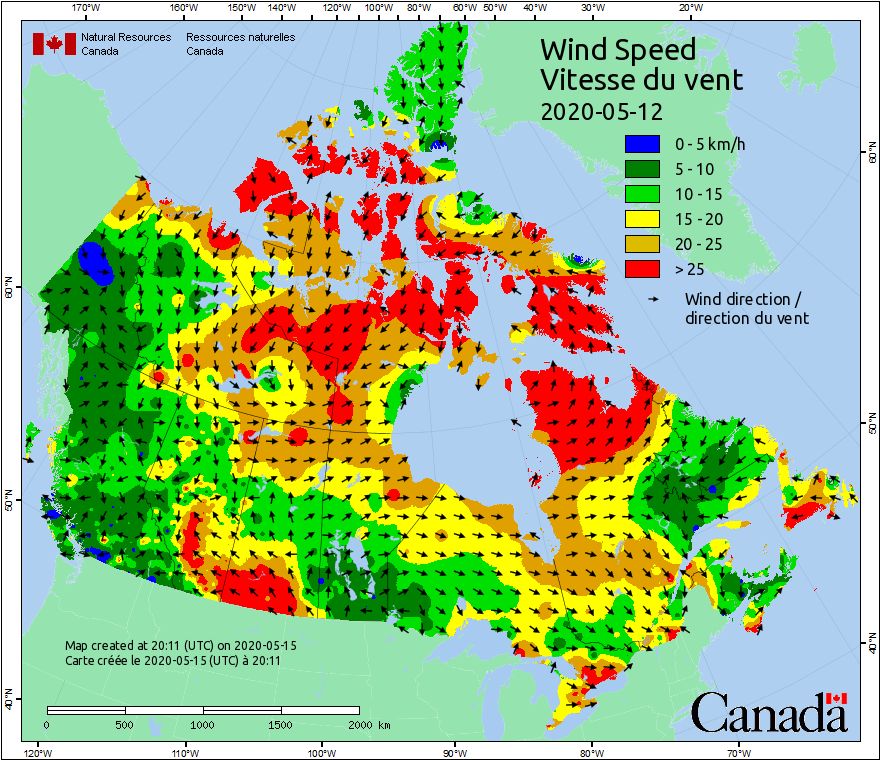 170°W 160°W 150°W 140°W 120°W 100°W 80°W 60°W 50°W 40°W 30°W 20°W
Natural Resources Ressources naturelles
Canada Canada
Wind Speed
Vitesse du vent
2020-05-12
0 - 5 km/h
5 - 10
10 - 15
15 - 20
20 - 25
> 25
Wind direction /
direction du vent
60°N 60°N
50°N 50°N
40°N 40°N
Map created at 20:11 (UTC) on 2020-05-15
Carte créée le 2020-05-15 (UTC) à 20:11
0 500 1000 1500 2000 km
Canada
120°W 110°W 100°W 90°W 80°W 70°W